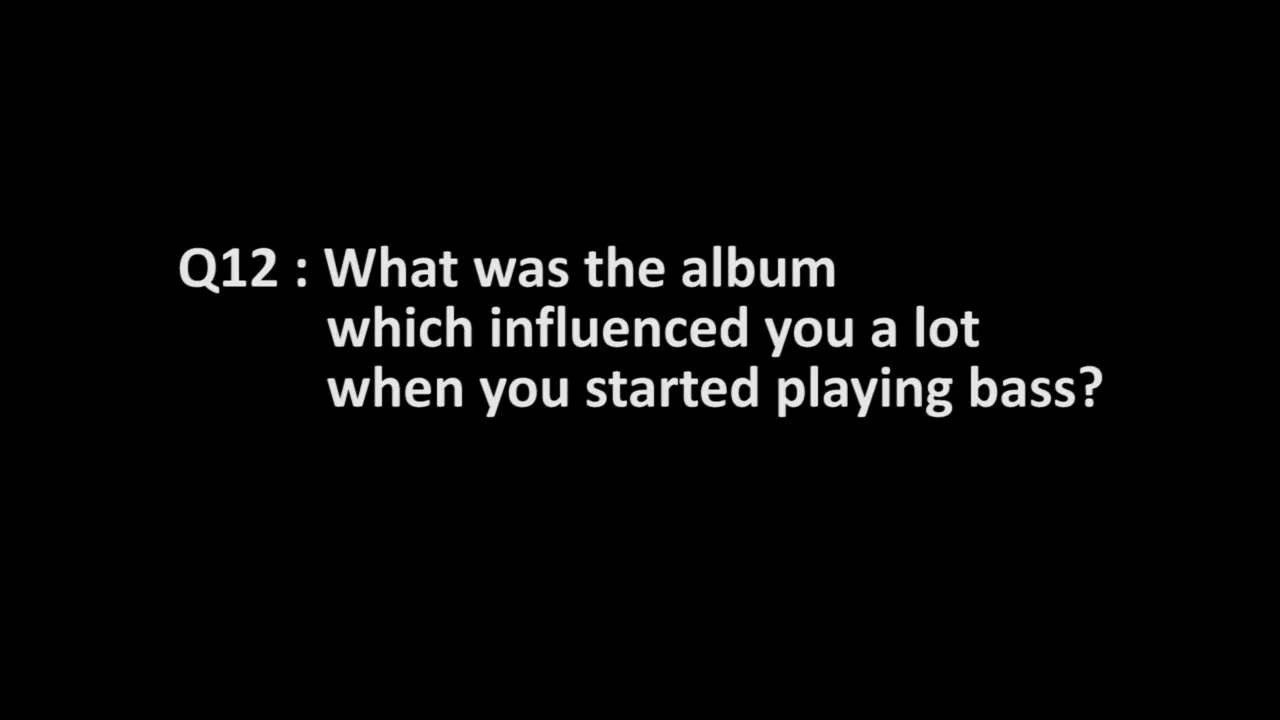 Q12 : What was the album
which influenced you a lot
when you started playing bass?